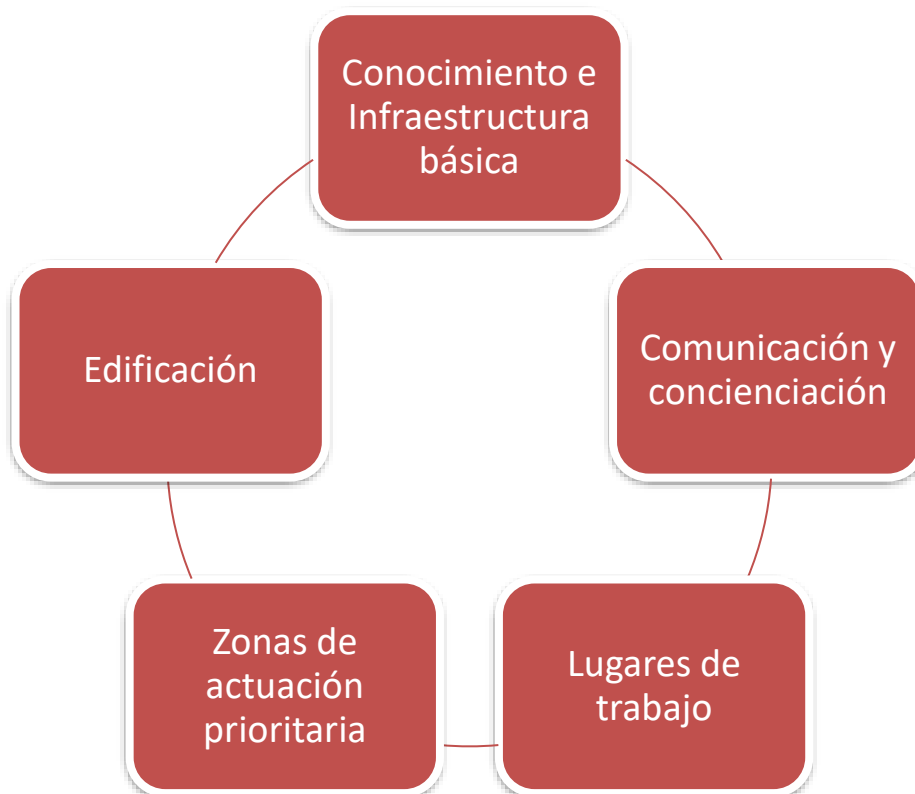 Conocimiento e
Infraestructura
básica
Comunicación y
concienciación
Lugares de
trabajo
Zonas de
actuación
prioritaria
Edificación